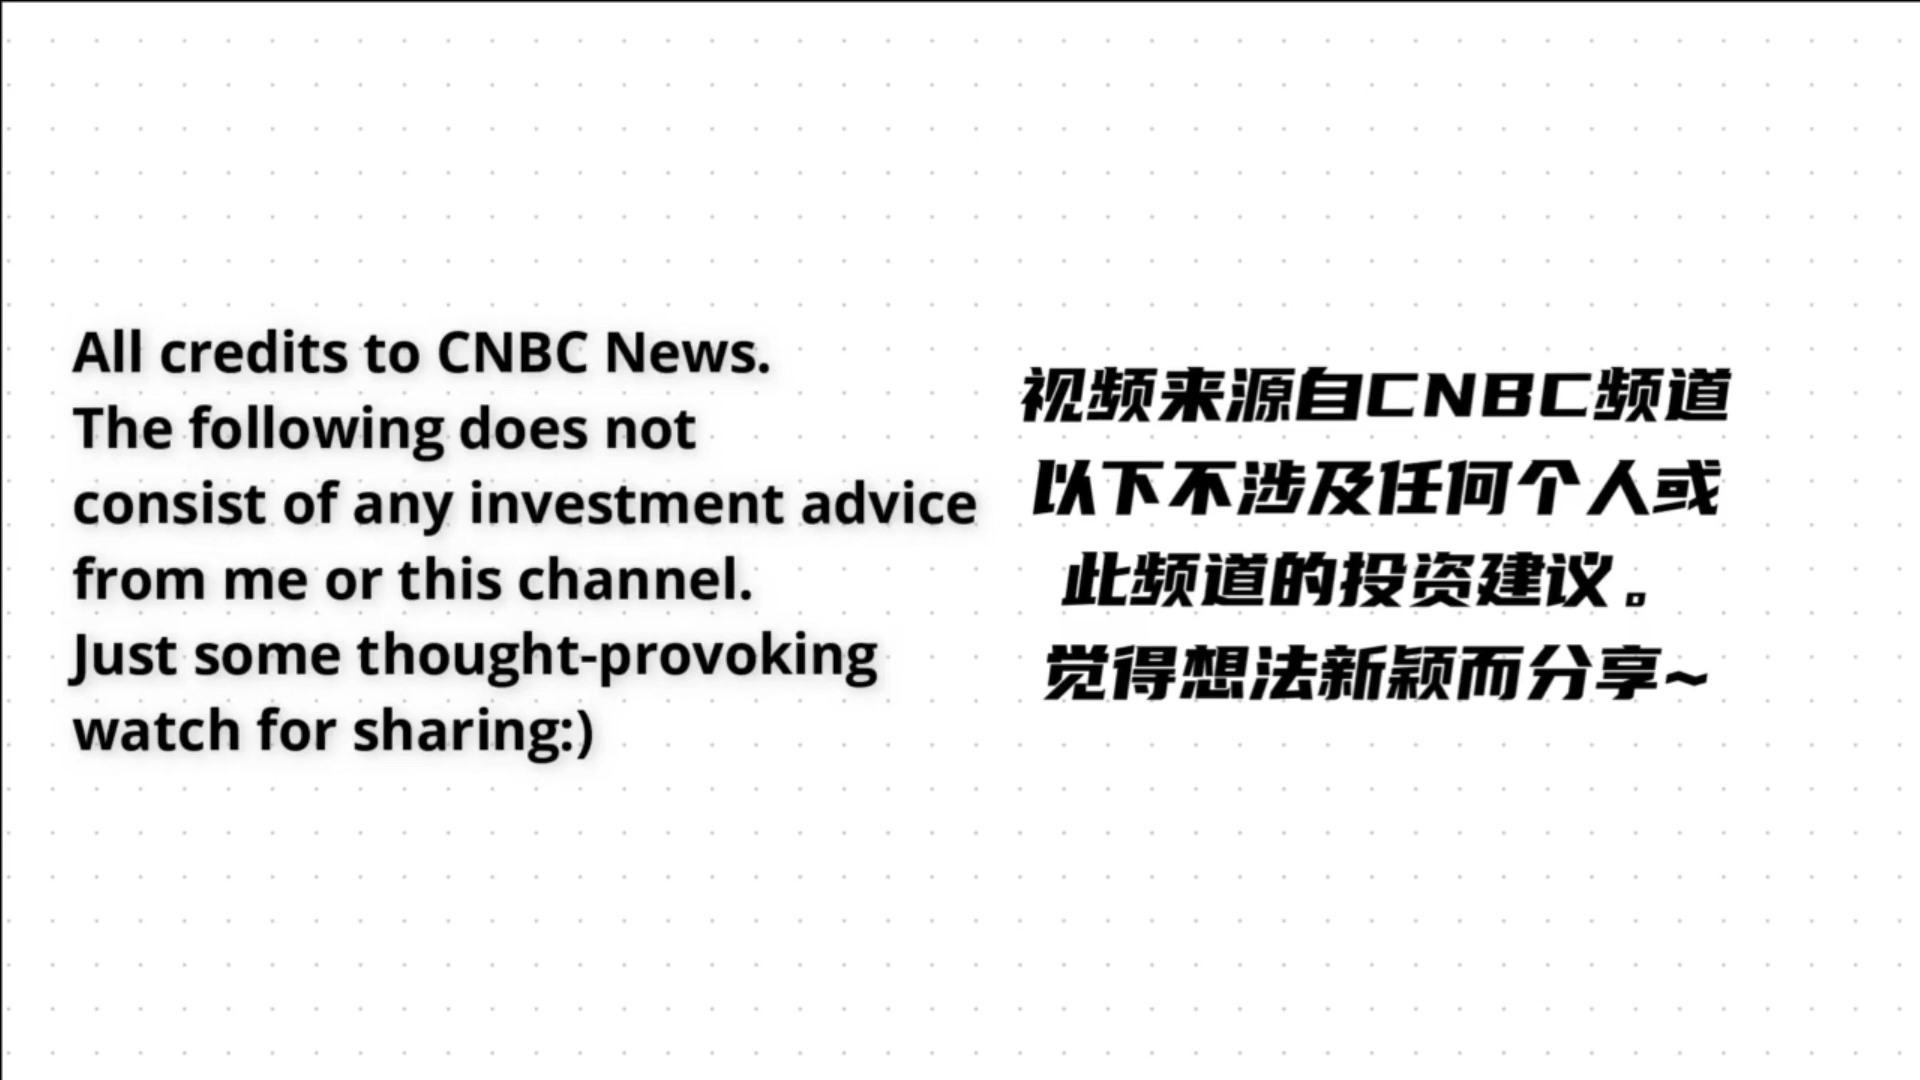 All credits to CNBC News.
The following does not
consist of any investment advice
from me or this channel.
Just some thought-provoking
watch for sharing:)
视频来源自CNBC频道
以下不涉及任何个人或
此频道的投资建议。
觉得想法新颖而分享~